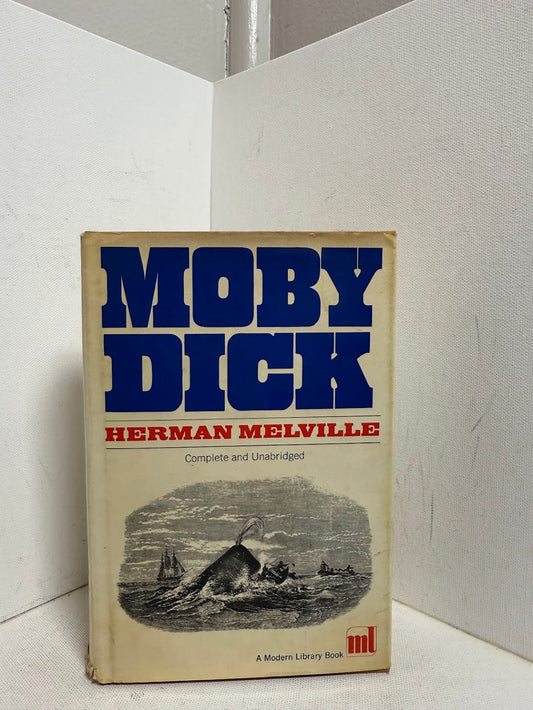 MOBY
DICK
HERMAN MELVILLE
Complete and Unabridged
A Modern Library Book
ml